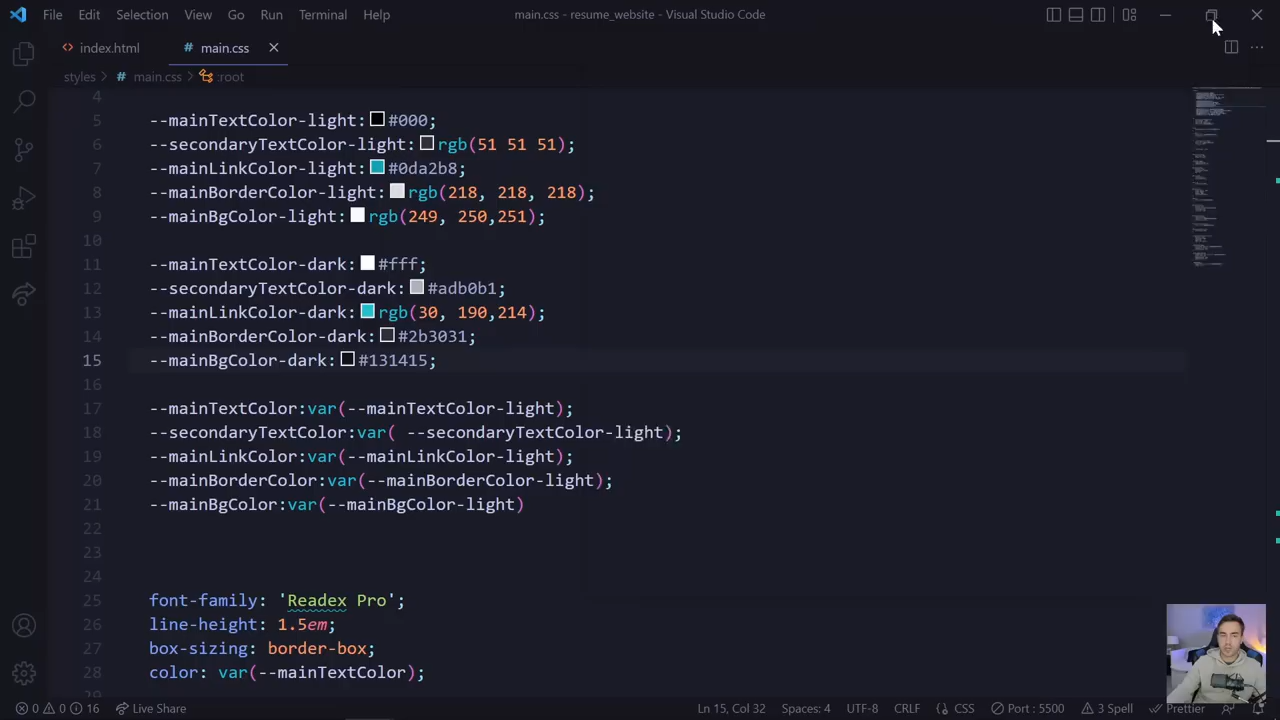 File Edit Selection View Go Run Terminal Help main.css - resume_website - Visual Studio Code
index.html # main.css
styles > # main.css > :root
4
5 --mainTextColor-light: #000;
6 --secondaryTextColor-light: rgb(51 51 51);
7 --mainLinkColor-light: #0da2b8;
8 --mainBorderColor-light: rgb(218, 218, 218);
9 --mainBgColor-light: rgb(249, 250,251);
10
11 --mainTextColor-dark: #fff;
12 --secondaryTextColor-dark: #adb0b1;
13 --mainLinkColor-dark: rgb(30, 190,214);
14 --mainBorderColor-dark: #2b3031;
15 --mainBgColor-dark: #131415;
16
17 --mainTextColor:var(--mainTextColor-light);
18 --secondaryTextColor:var( --secondaryTextColor-light);
19 --mainLinkColor:var(--mainLinkColor-light);
20 --mainBorderColor:var(--mainBorderColor-light);
21 --mainBgColor:var(--mainBgColor-light)
22
23
24
25 font-family: 'Readex Pro';
26 line-height: 1.5em;
27 box-sizing: border-box;
28 color: var(--mainTextColor);
29
0 0 16 Live Share Ln 15, Col 32 Spaces: 4 UTF-8 CRLF {} CSS Port : 5500 3 Spell Prettier